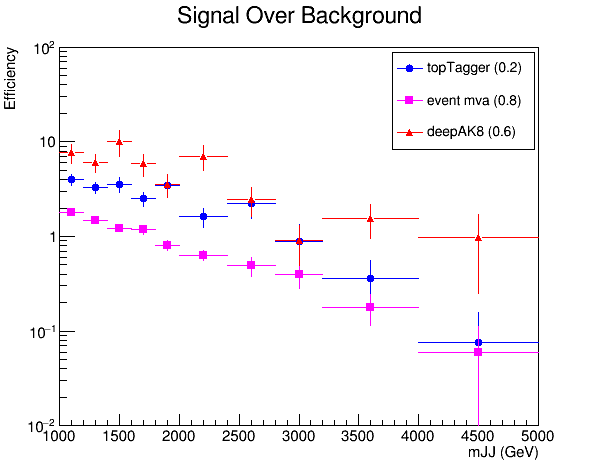 Signal Over Background
Efficiency
topTagger (0.2)
event mva (0.8)
deepAK8 (0.6)
10²
10
1
10⁻¹
10⁻²
1000 1500 2000 2500 3000 3500 4000 4500 5000
mJJ (GeV)